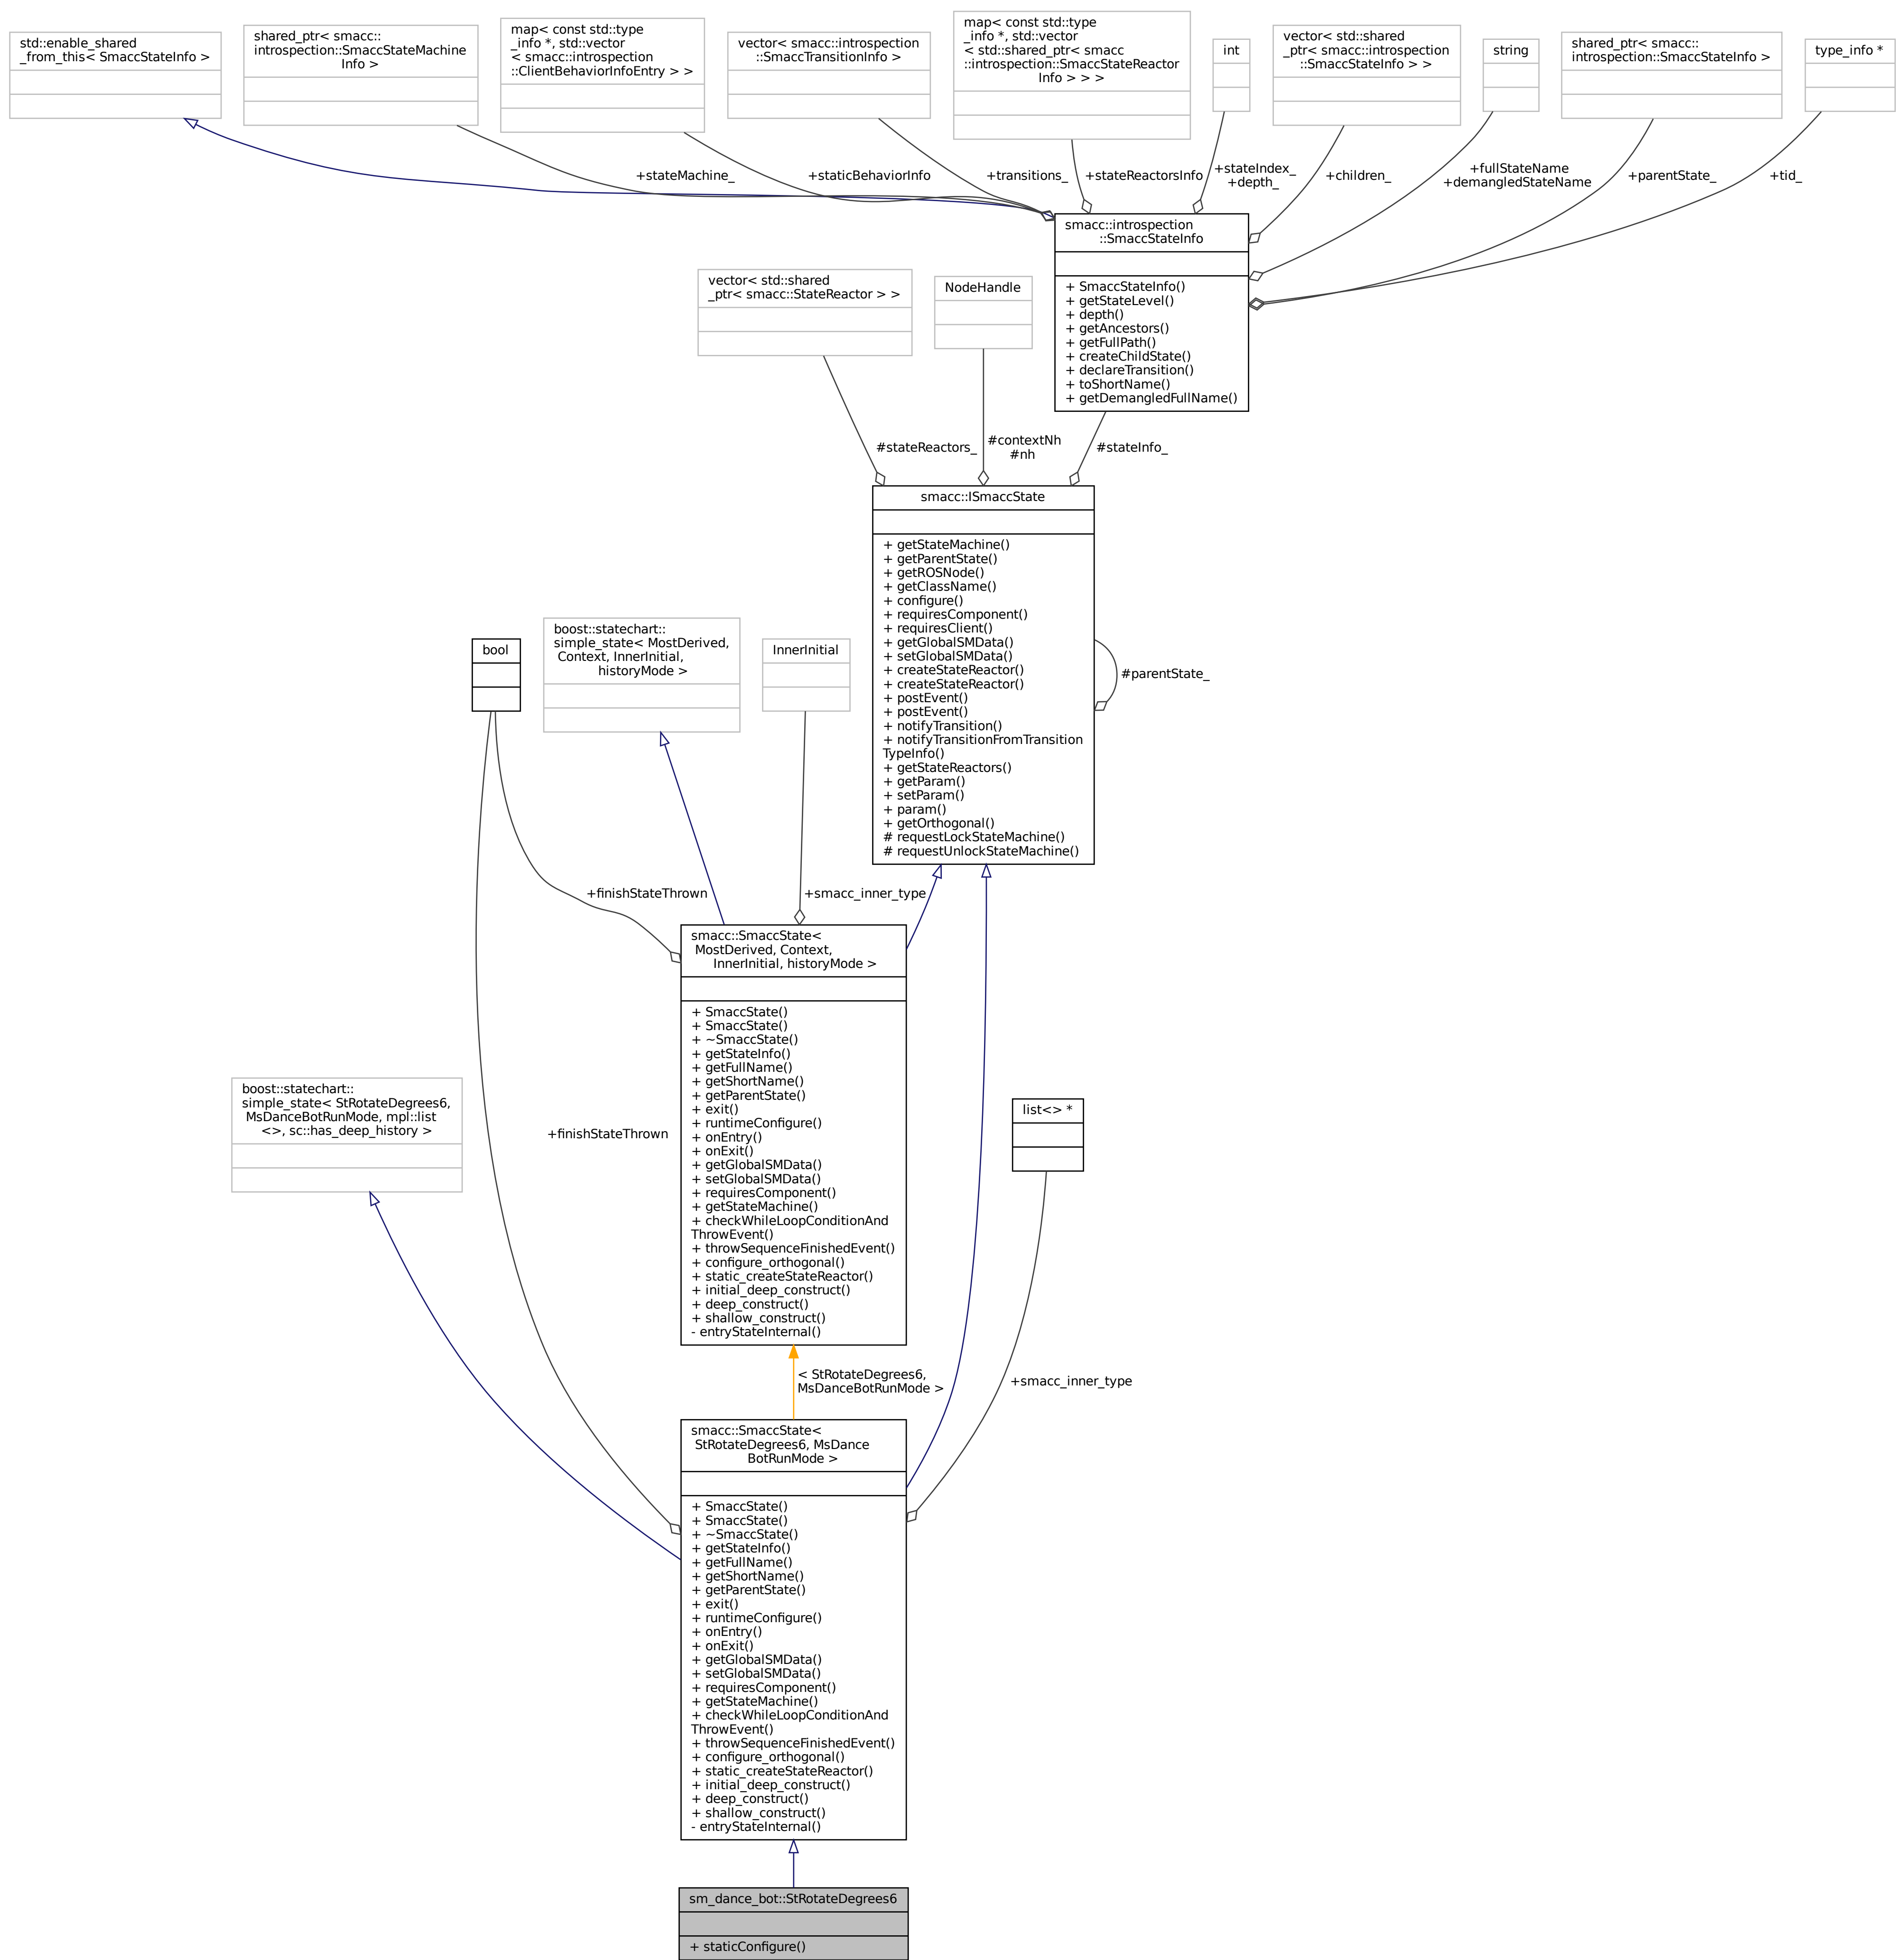 std::enable_shared
_from_this< SmaccStateInfo >
shared_ptr< smacc::
introspection::SmaccStateMachine
Info >
map< const std::type
_info *, std::vector
< smacc::introspection
::ClientBehaviorInfoEntry > >
vector< smacc::introspection
::SmaccTransitionInfo >
map< const std::type
_info *, std::vector
< std::shared_ptr< smacc
::introspection::SmaccStateReactor
Info > > >
int
vector< std::shared
_ptr< smacc::introspection
::SmaccStateInfo > >
string
shared_ptr< smacc::
introspection::SmaccStateInfo >
type_info *
+stateMachine_
+staticBehaviorInfo
+transitions_
+stateReactorsInfo
+stateIndex_
+depth_
+children_
+fullStateName
+demangledStateName
+parentState_
+tid_
smacc::introspection
::SmaccStateInfo
+ SmaccStateInfo()
+ getStateLevel()
+ depth()
+ getAncestors()
+ getFullPath()
+ createChildState()
+ declareTransition()
+ toShortName()
+ getDemangledFullName()
vector< std::shared
_ptr< smacc::StateReactor > >
NodeHandle
#stateReactors_
#contextNh
#nh
#stateInfo_
smacc::ISmaccState
+ getStateMachine()
+ getParentState()
+ getROSNode()
+ getClassName()
+ configure()
+ requiresComponent()
+ requiresClient()
+ getGlobalSMData()
+ setGlobalSMData()
+ createStateReactor()
+ createStateReactor()
+ postEvent()
+ postEvent()
+ notifyTransition()
+ notifyTransitionFromTransition
TypeInfo()
+ getStateReactors()
+ getParam()
+ setParam()
+ param()
+ getOrthogonal()
# requestLockStateMachine()
# requestUnlockStateMachine()
#parentState_
bool
boost::statechart::
simple_state< MostDerived,
Context, InnerInitial,
historyMode >
InnerInitial
+finishStateThrown
+smacc_inner_type
smacc::SmaccState<
MostDerived, Context,
InnerInitial, historyMode >
+ SmaccState()
+ SmaccState()
+ ~SmaccState()
+ getStateInfo()
+ getFullName()
+ getShortName()
+ getParentState()
+ exit()
+ runtimeConfigure()
+ onEntry()
+ onExit()
+ getGlobalSMData()
+ setGlobalSMData()
+ requiresComponent()
+ getStateMachine()
+ checkWhileLoopConditionAnd
ThrowEvent()
+ throwSequenceFinishedEvent()
+ configure_orthogonal()
+ static_createStateReactor()
+ initial_deep_construct()
+ deep_construct()
+ shallow_construct()
- entryStateInternal()
boost::statechart::
simple_state< StRotateDegrees6,
MsDanceBotRunMode, mpl::list
<>, sc::has_deep_history >
+finishStateThrown
list<> *
< StRotateDegrees6,
MsDanceBotRunMode >
+smacc_inner_type
smacc::SmaccState<
StRotateDegrees6, MsDance
BotRunMode >
+ SmaccState()
+ SmaccState()
+ ~SmaccState()
+ getStateInfo()
+ getFullName()
+ getShortName()
+ getParentState()
+ exit()
+ runtimeConfigure()
+ onEntry()
+ onExit()
+ getGlobalSMData()
+ setGlobalSMData()
+ requiresComponent()
+ getStateMachine()
+ checkWhileLoopConditionAnd
ThrowEvent()
+ throwSequenceFinishedEvent()
+ configure_orthogonal()
+ static_createStateReactor()
+ initial_deep_construct()
+ deep_construct()
+ shallow_construct()
- entryStateInternal()
sm_dance_bot::StRotateDegrees6
+ staticConfigure()